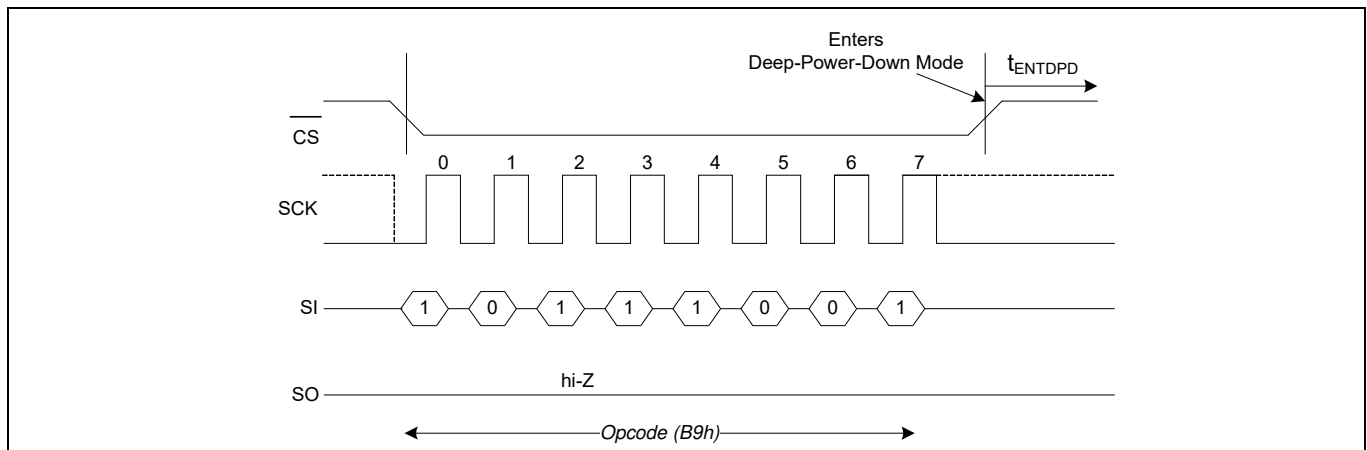 Enters
Deep-Power-Down Mode
tENTDPD
CS
0 1 2 3 4 5 6 7
SCK
SI 1 0 1 1 1 0 0 1
hi-Z
SO
Opcode (B9h)